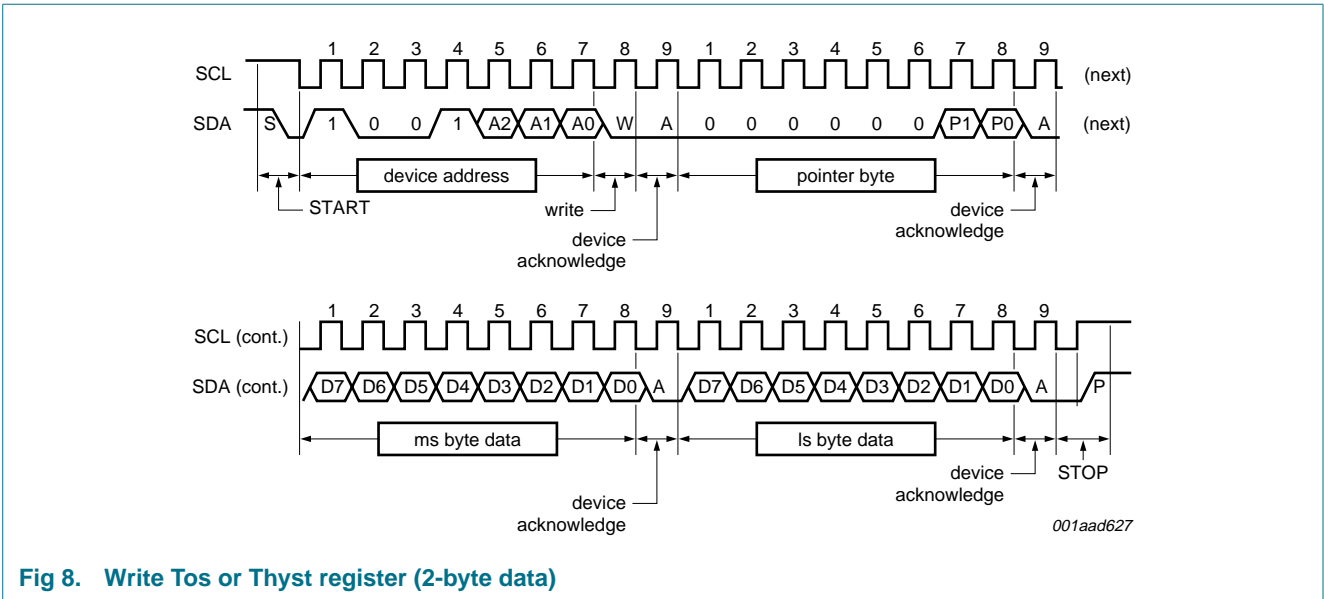 1 2 3 4 5 6 7 8 9 1 2 3 4 5 6 7 8 9
SCL (next)
SDA S 1 0 0 1 A2 A1 A0 W A 0 0 0 0 0 0 P1 P0 A (next)
device address pointer byte
START write device
device acknowledge
acknowledge
1 2 3 4 5 6 7 8 9 1 2 3 4 5 6 7 8 9
SCL (cont.)
SDA (cont.) D7 D6 D5 D4 D3 D2 D1 D0 A D7 D6 D5 D4 D3 D2 D1 D0 A P
ms byte data ls byte data
device STOP
acknowledge
device
acknowledge
001aad627
Fig 8. Write Tos or Thyst register (2-byte data)